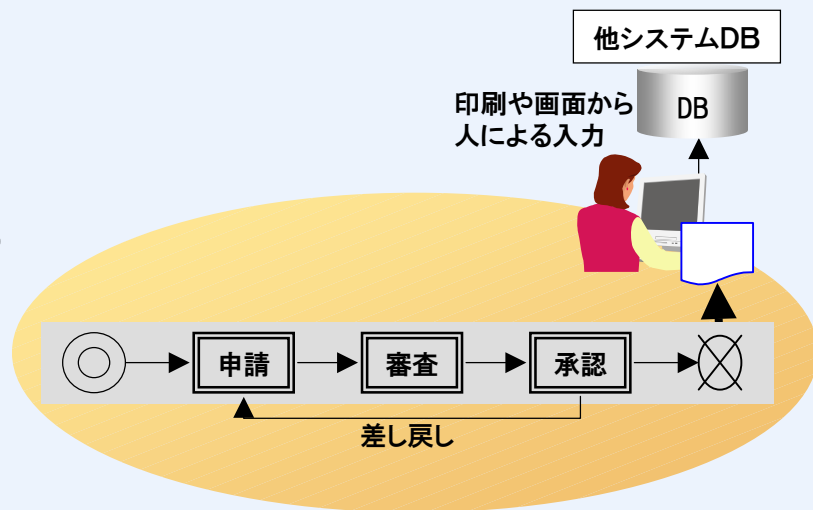 他システムDB
DB
印刷や画面から
人による入力
申請
審査
承認
差し戻し